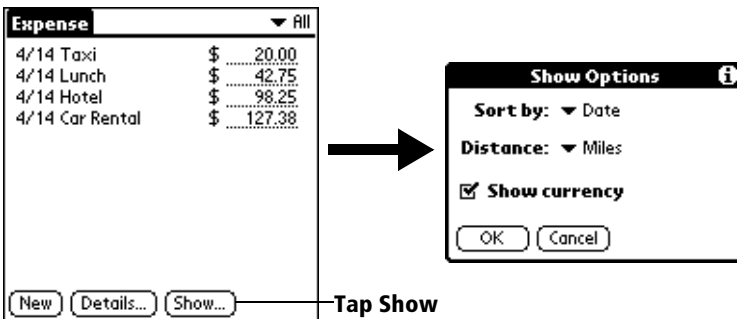 Expense All
4/14 Taxi $ 20.00
4/14 Lunch $ 42.75
4/14 Hotel $ 98.25
4/14 Car Rental $ 127.38
New Details... Show...
Tap Show
Show Options i
Sort by: Date
Distance: Miles
Show currency
OK Cancel